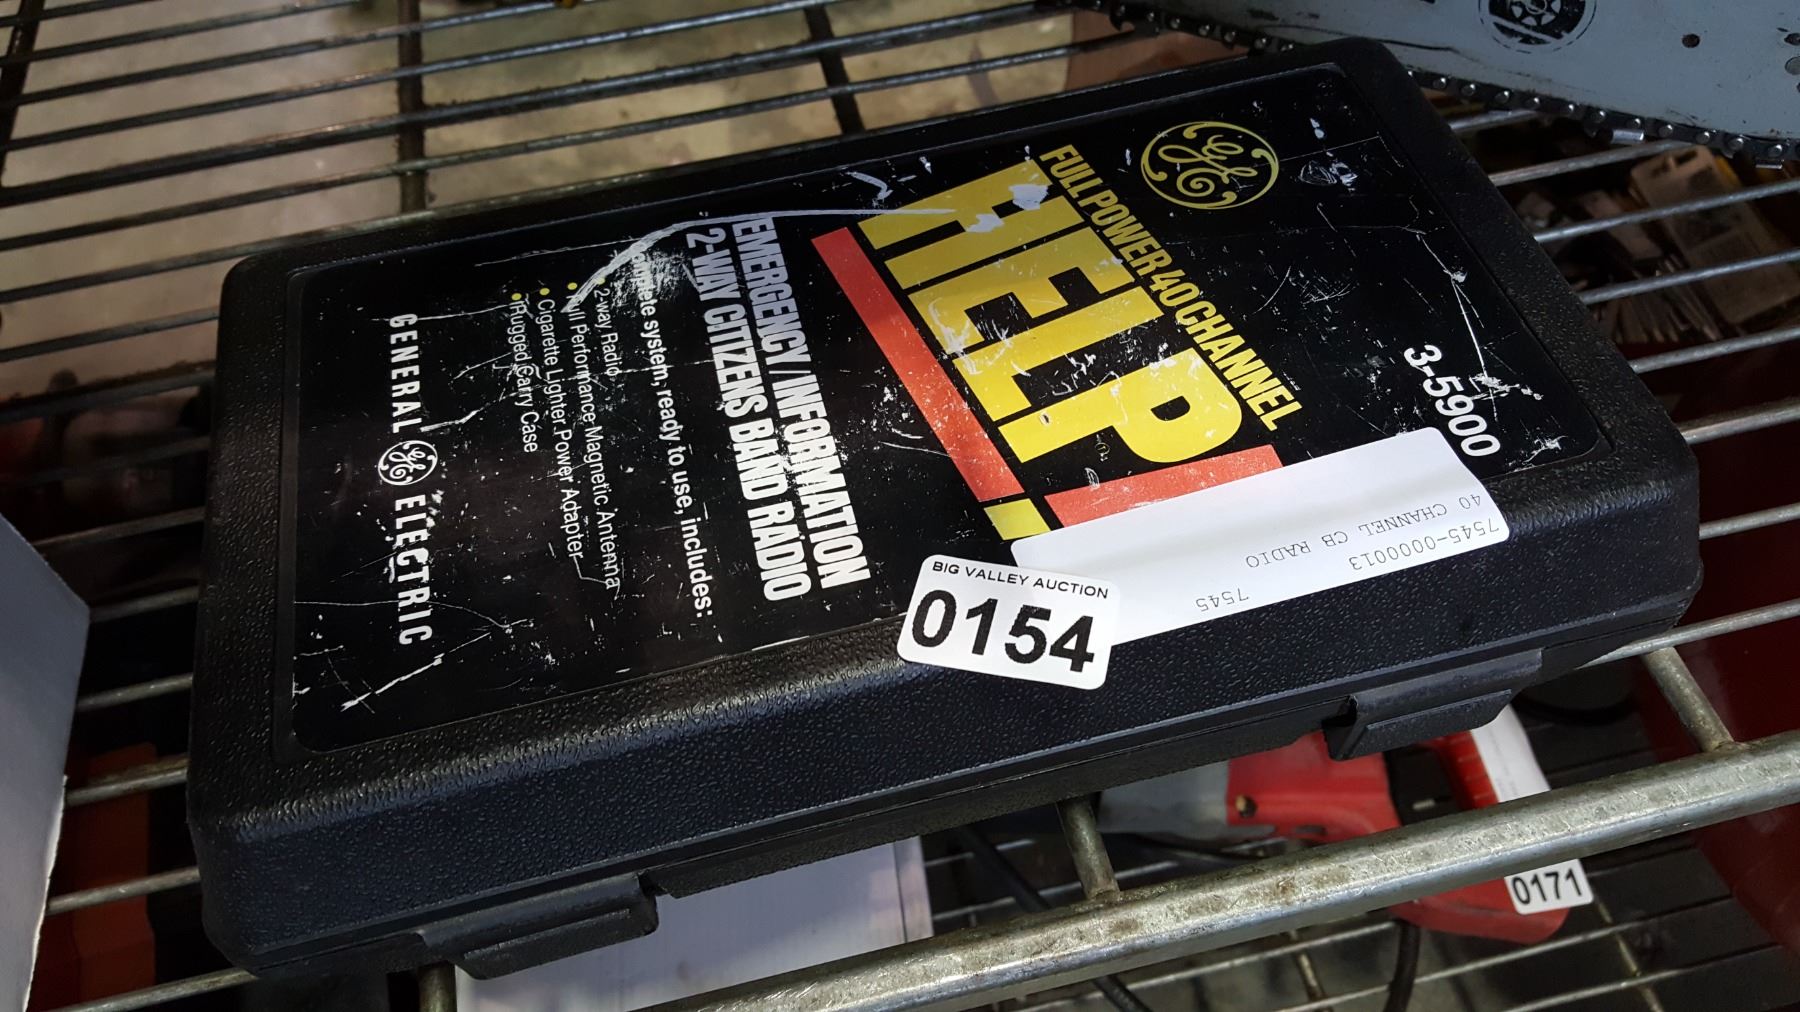 3-5900
FULL POWER 40 CHANNEL
HELP!
EMERGENCY/INFORMATION
2-WAY CITIZENS BAND RADIO
system, ready to use, includes:
• 2-way Radio
• Full Performance Magnetic Antenna
• Cigarette Lighter Power Adapter
• Rugged Carry Case
GENERAL GE ELECTRIC
7545-0000013 7545
40 CHANNEL CB RADIO
BIG VALLEY AUCTION
0154
0171